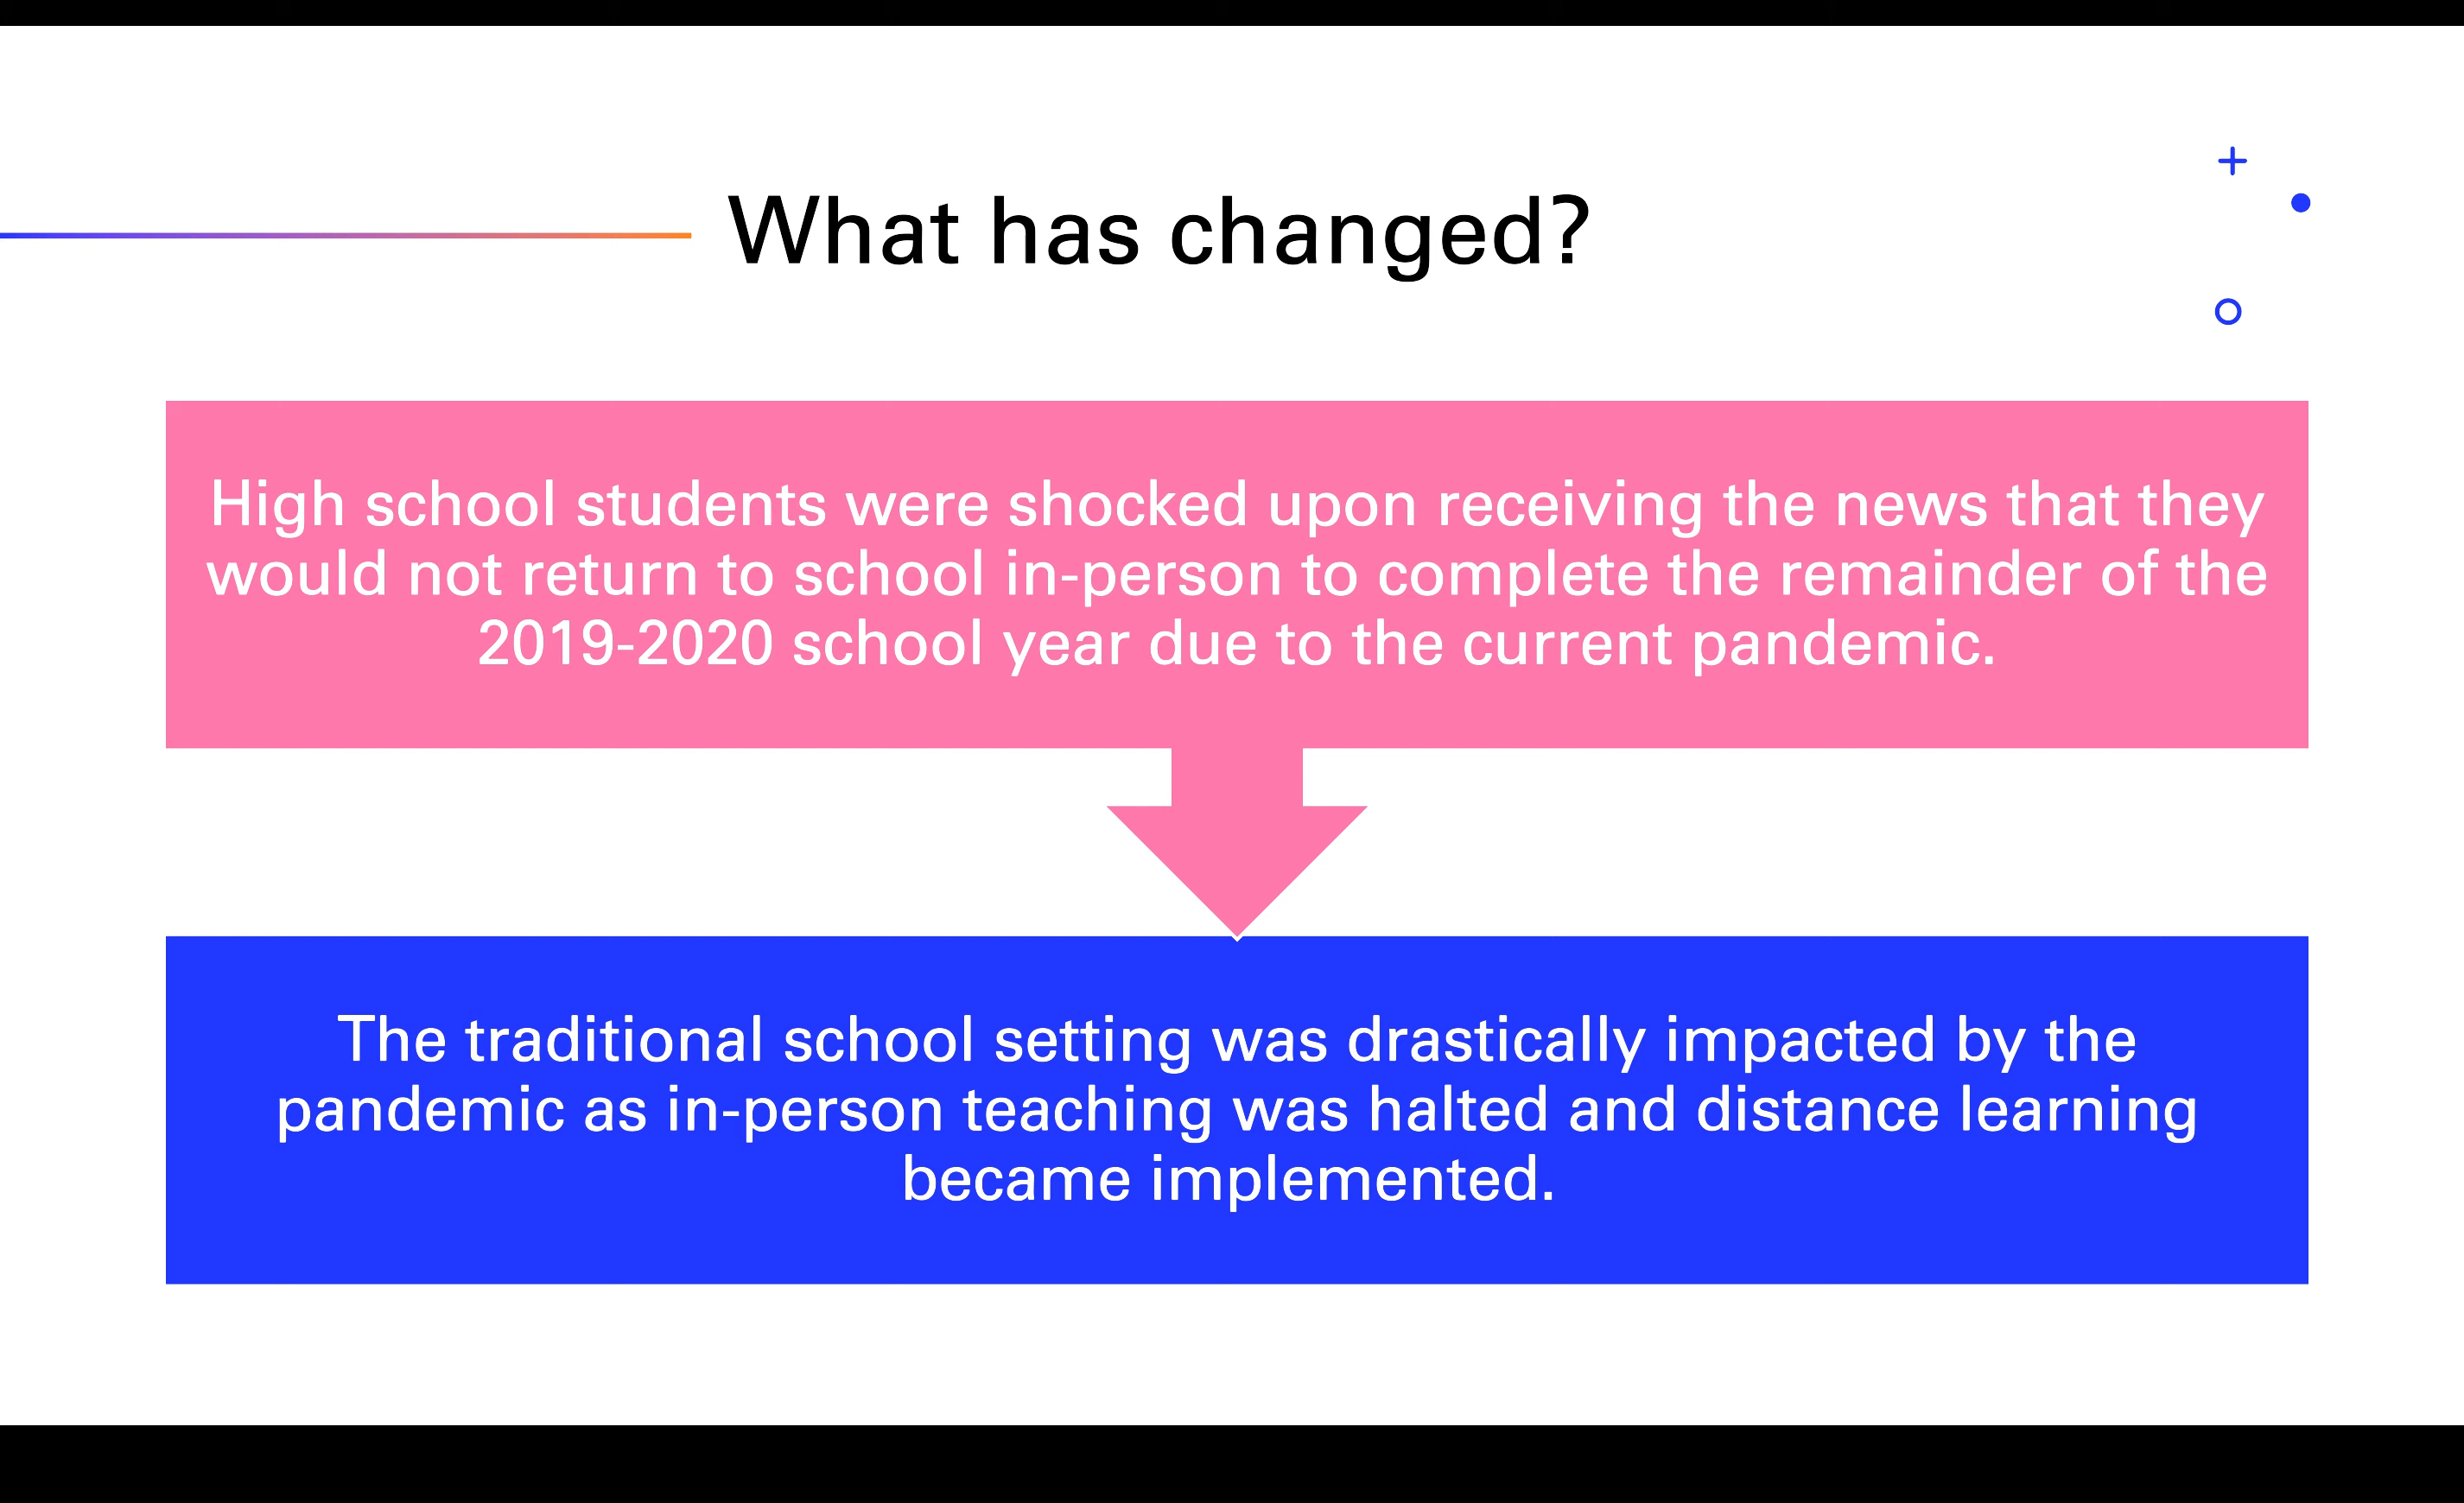 What has changed?
High school students were shocked upon receiving the news that they
would not return to school in-person to complete the remainder of the
2019-2020 school year due to the current pandemic.
The traditional school setting was drastically impacted by the
pandemic as in-person teaching was halted and distance learning
became implemented.